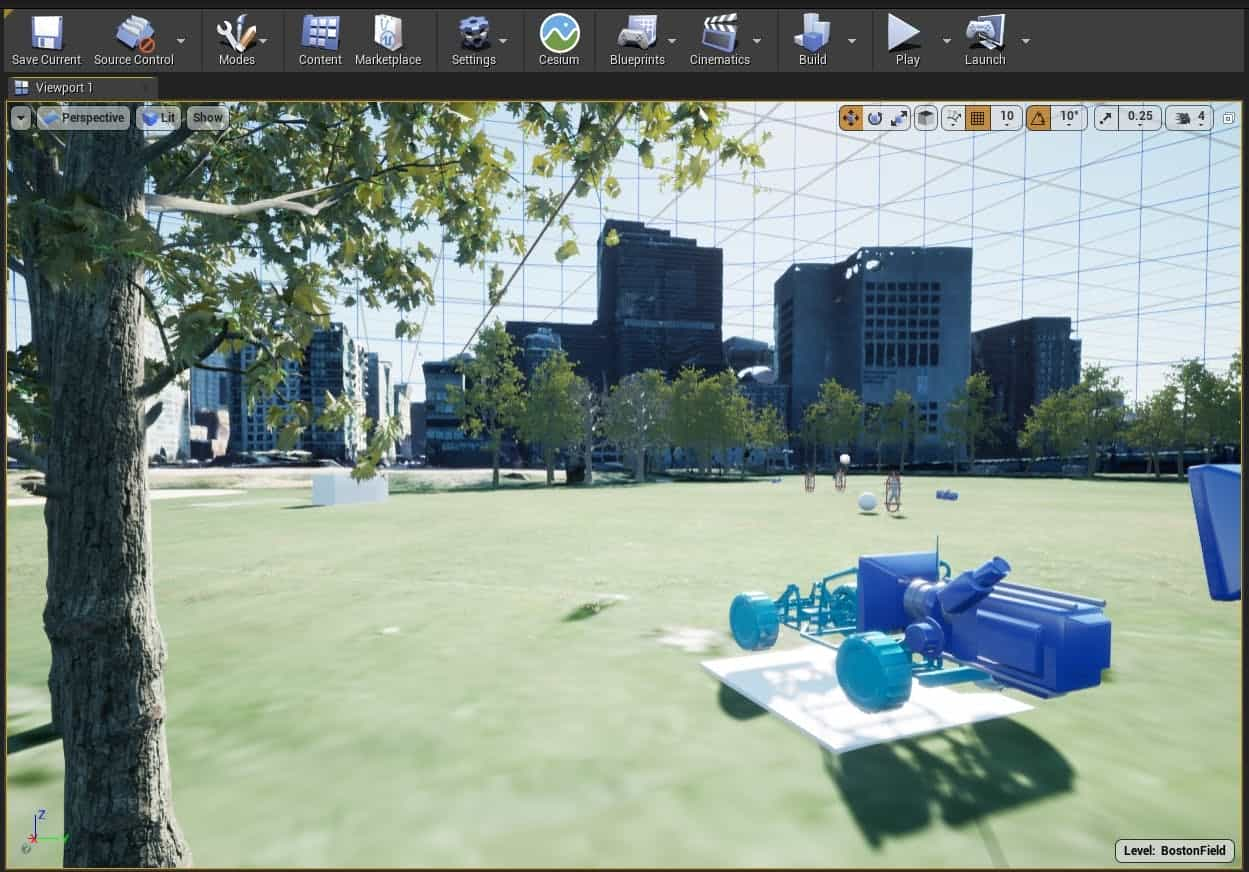 Save Current Source Control Modes Content Marketplace Settings Cesium Blueprints Cinematics Build Play Launch
Viewport 1
Perspective Lit Show 10 10° 0.25 4
Z
Level: BostonField